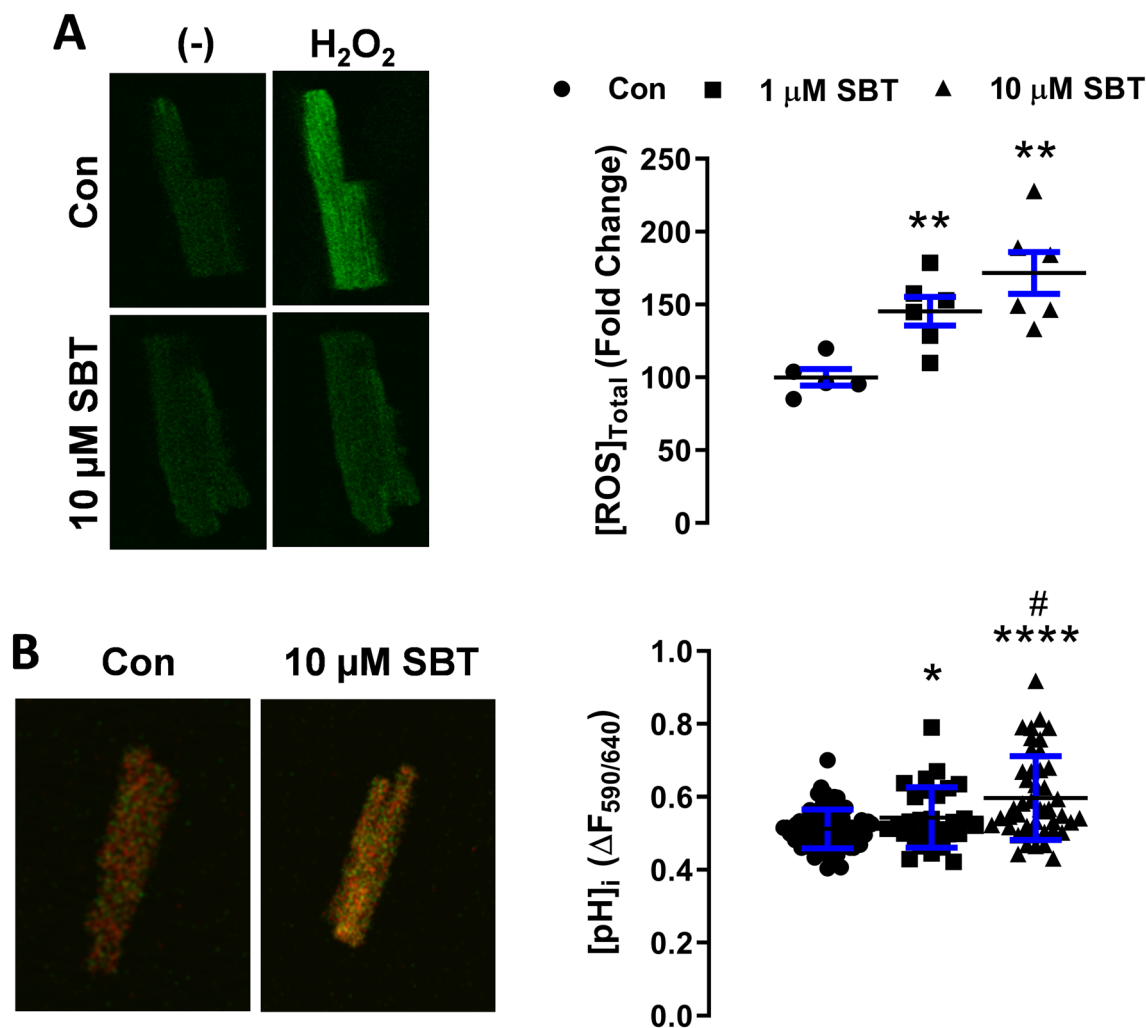 A
(-)
H₂O₂
Con
10 µM SBT
Con 1 µM SBT 10 µM SBT
[ROS]Total (Fold Change)
250
200
150
100
50
0
**
**
B
Con
10 µM SBT
[pH]i (ΔF590/640)
1.0
0.8
0.6
0.4
0.2
0.0
*
#
****